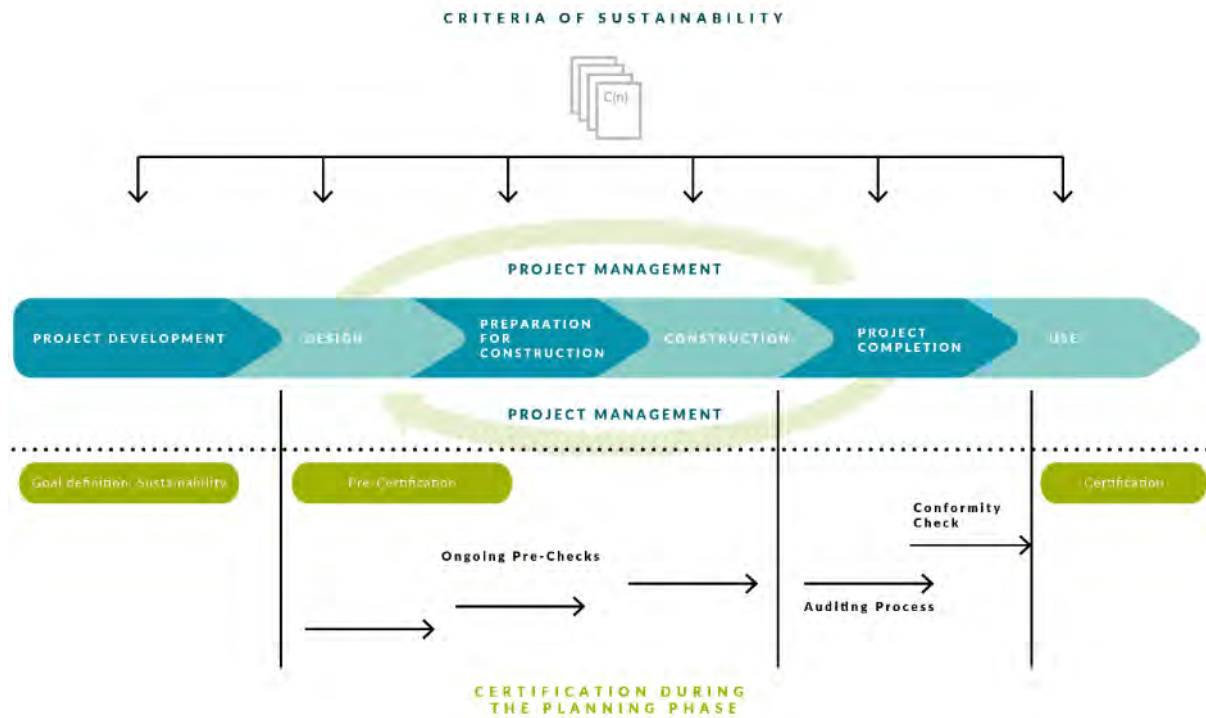 CRITERIA OF SUSTAINABILITY
C(n)
PROJECT MANAGEMENT
PROJECT DEVELOPMENT
DESIGN
PREPARATION
FOR
CONSTRUCTION
CONSTRUCTION
PROJECT
COMPLETION
USE
PROJECT MANAGEMENT
Goal definition: Sustainability
Pre-Certification
Certification
Conformity
Check
Ongoing Pre-Checks
Auditing Process
CERTIFICATION DURING
THE PLANNING PHASE